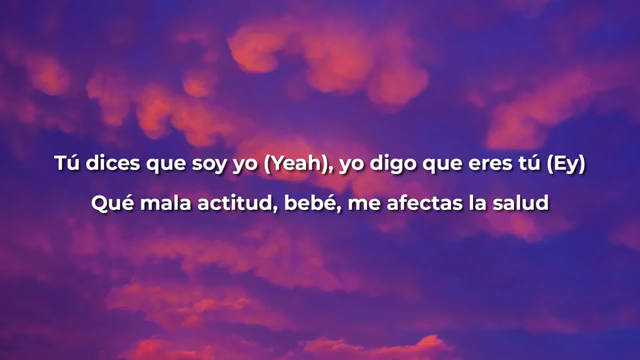 Tú dices que soy yo (Yeah), yo digo que eres tú (Ey)
Qué mala actitud, bebé, me afectas la salud